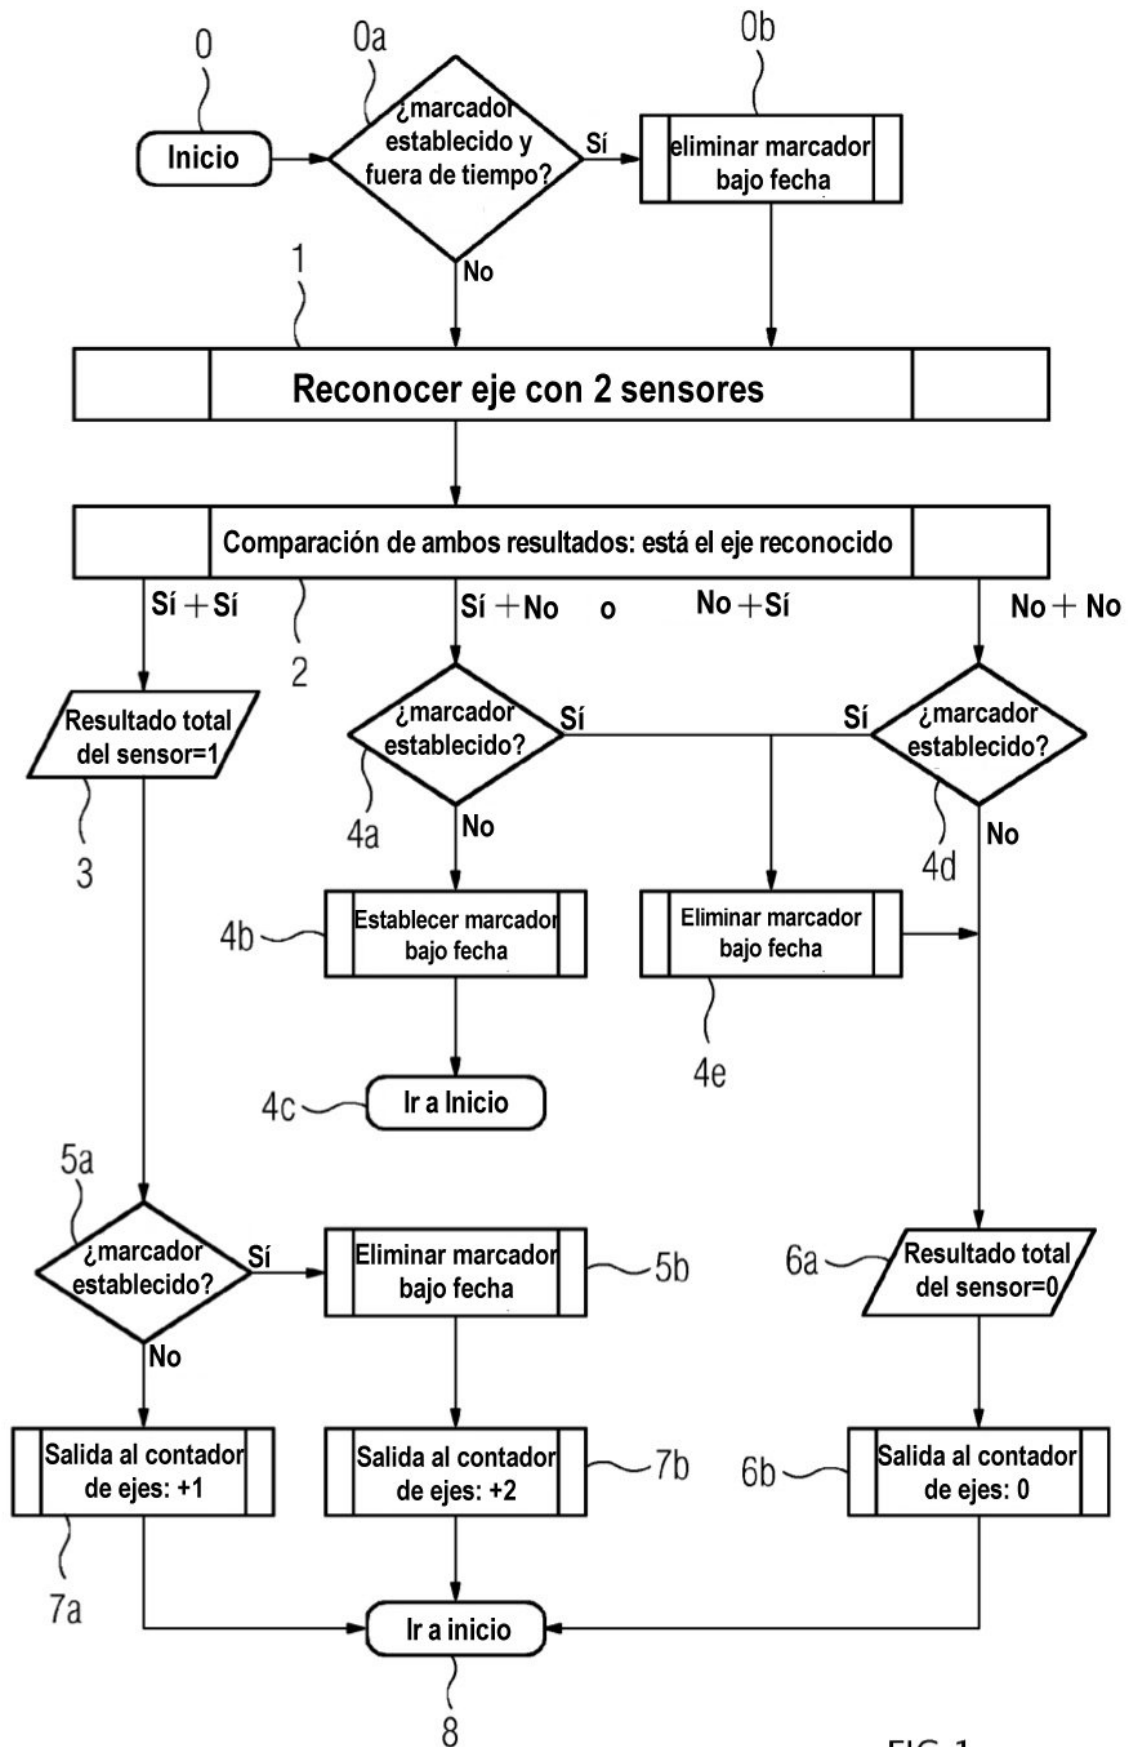 0
0a
0b
¿marcador
establecido y
fuera de tiempo?
Inicio
Sí
eliminar marcador
bajo fecha
No
1
Reconocer eje con 2 sensores
Comparación de ambos resultados: está el eje reconocido
Sí + Sí
Sí + No o No + Sí
No + No
2
Resultado total
del sensor=1
3
¿marcador
establecido?
Sí
4a
No
Sí
¿marcador
establecido?
4d
No
4b
Establecer marcador
bajo fecha
Eliminar marcador
bajo fecha
4e
4c
Ir a Inicio
5a
¿marcador
establecido?
Sí
No
Eliminar marcador
bajo fecha
5b
6a
Resultado total
del sensor=0
Salida al contador
de ejes: +1
7a
Salida al contador
de ejes: +2
7b
6b
Salida al contador
de ejes: 0
Ir a inicio
8